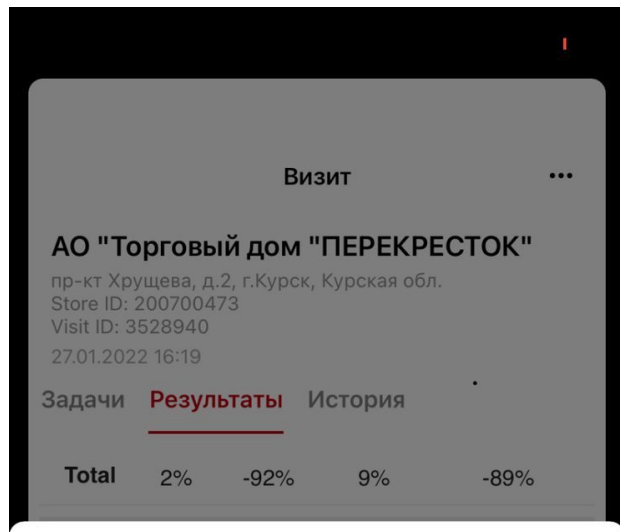 Визит
АО "Торговый дом "ПЕРЕКРЕСТОК"
пр-кт Хрущева, д.2, г.Курск, Курская обл.
Store ID: 200700473
Visit ID: 3528940
27.01.2022 16:19
Задачи Результаты История
Total 2% -92% 9% -89%